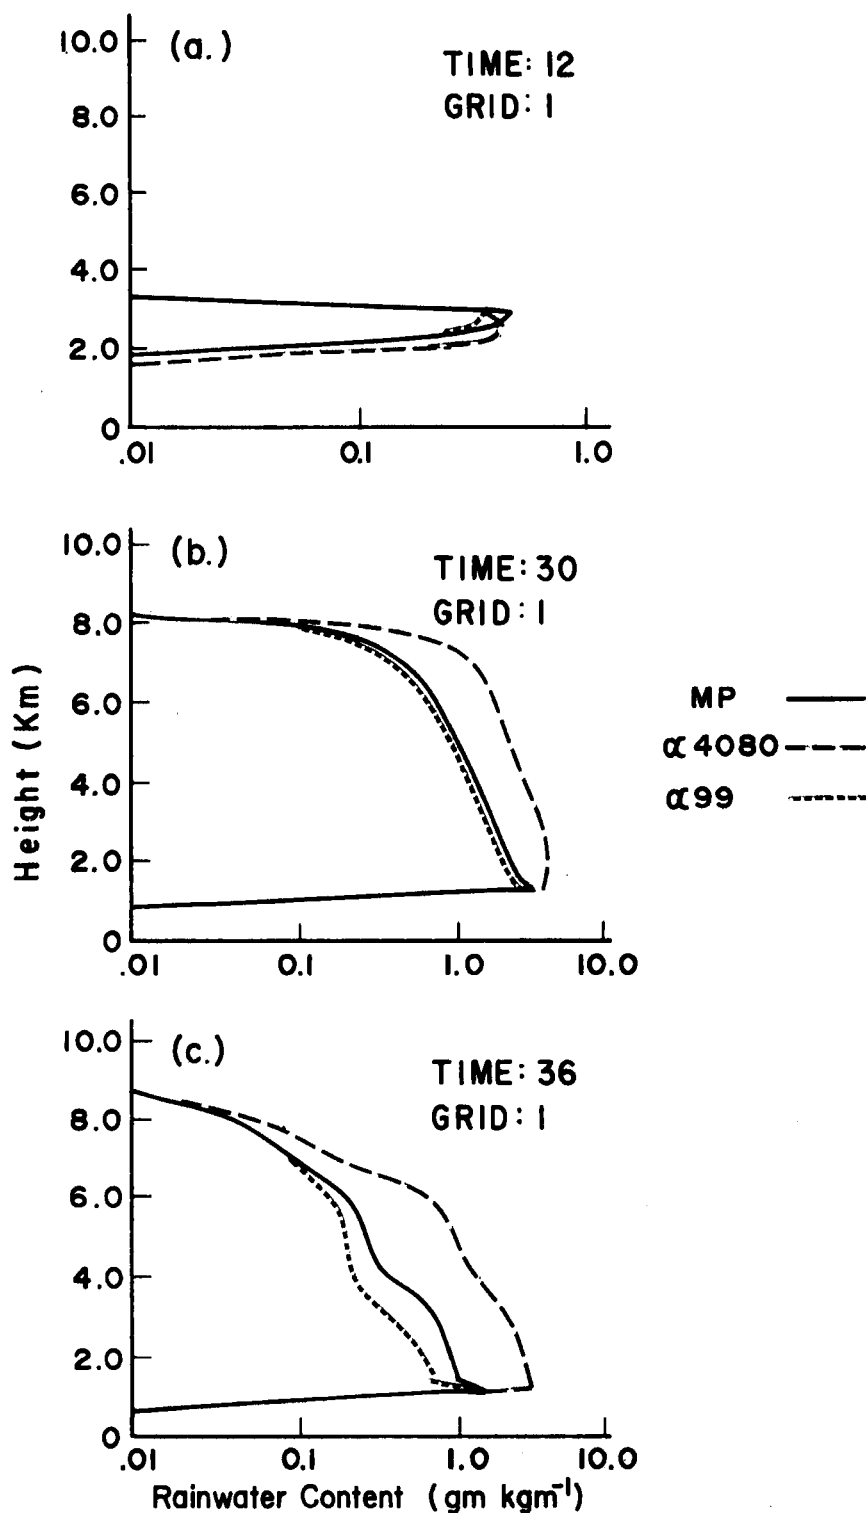 (a.)
TIME: 12
GRID: 1
10.0
8.0
6.0
4.0
2.0
0
.01
0.1
1.0
(b.)
TIME: 30
GRID: 1
10.0
8.0
6.0
4.0
2.0
0
.01
0.1
1.0
10.0
Height (Km)
MP
α 4080
α 99
(c.)
TIME: 36
GRID: 1
10.0
8.0
6.0
4.0
2.0
0
.01
0.1
1.0
10.0
Rainwater Content (gm kgm⁻¹)